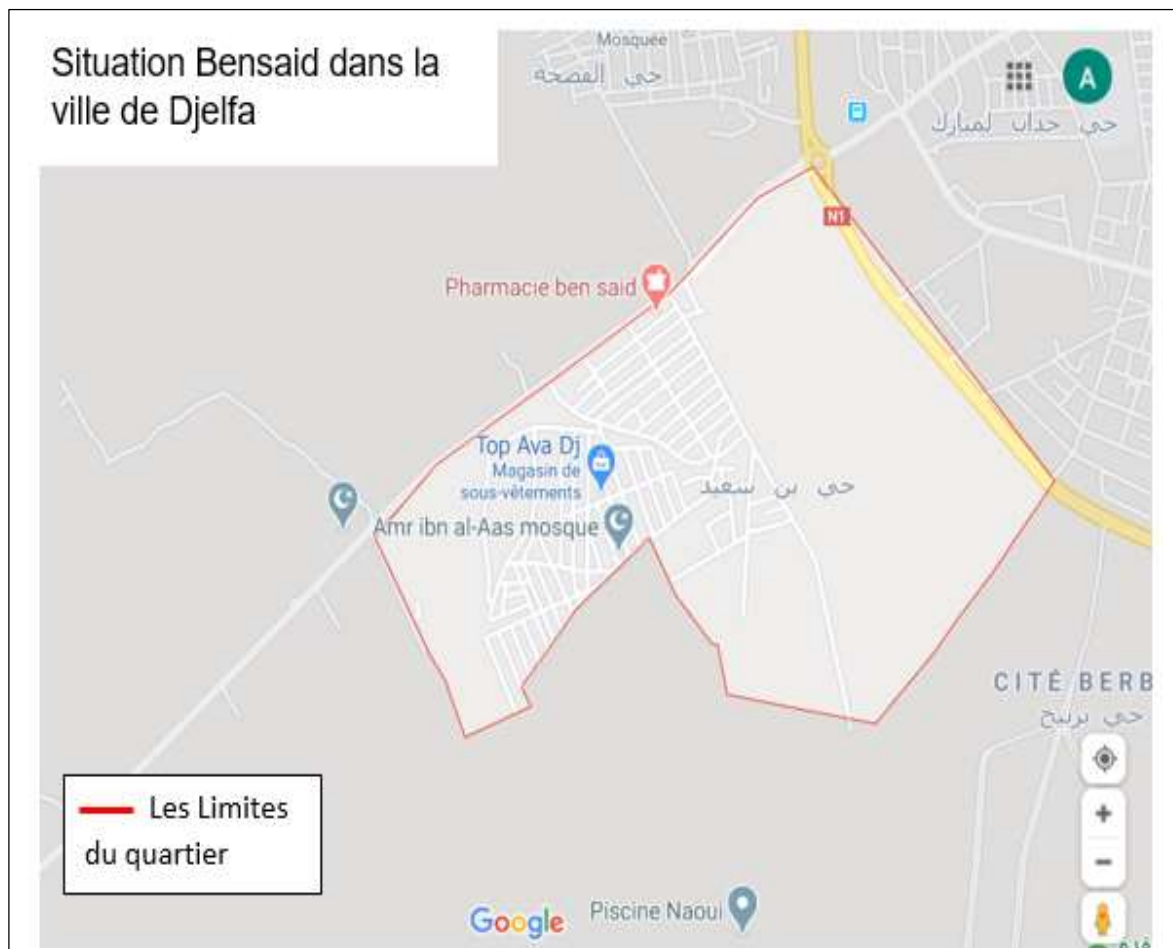 Situation Bensaid dans la
ville de Djelfa
Mosquée
حي الفصحة
A
حي حداب لمبارك
N1
Pharmacie ben said
Top Ava Dj
Magasin de
sous-vêtements
حي بن سعيد
Amr ibn al-Aas mosque
CITÉ BERB
حي بربيح
Les Limites
du quartier
+
−
Google
Piscine Naoui